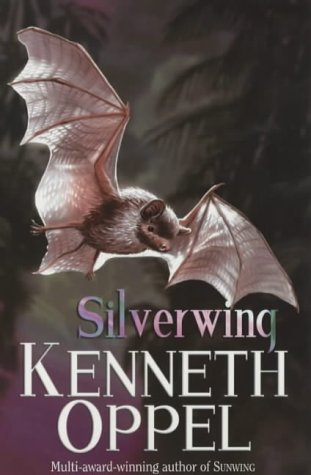 Silverwing
KENNETH
OPPEL
Multi-award-winning author of SUNWING